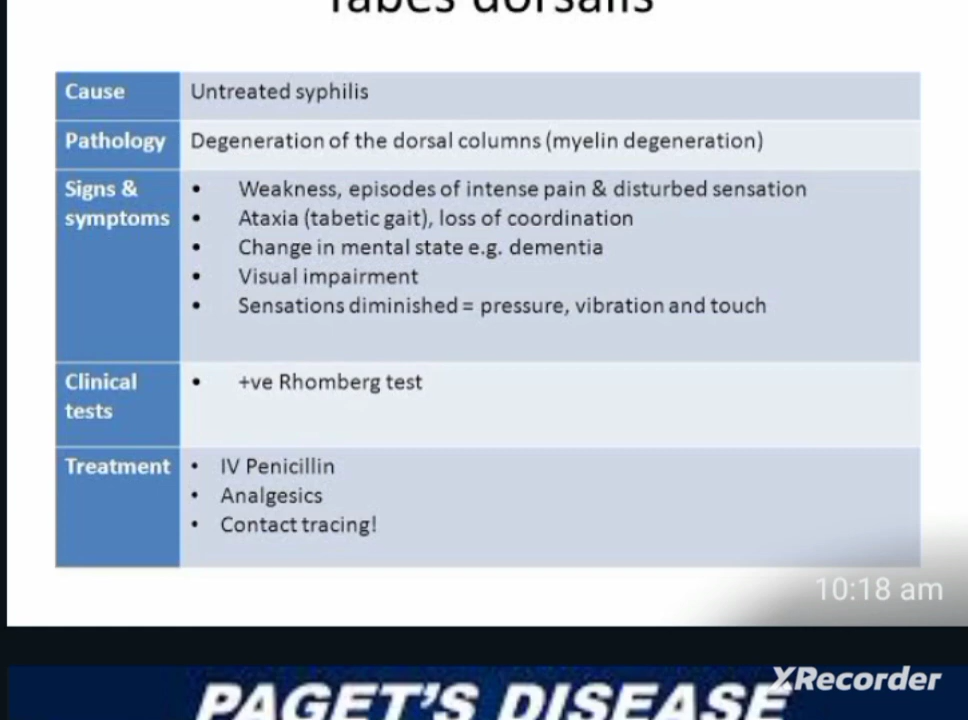 Tabes dorsalis
Cause
Untreated syphilis
Pathology
Degeneration of the dorsal columns (myelin degeneration)
Signs &
symptoms
• Weakness, episodes of intense pain & disturbed sensation
• Ataxia (tabetic gait), loss of coordination
• Change in mental state e.g. dementia
• Visual impairment
• Sensations diminished = pressure, vibration and touch
Clinical
tests
• +ve Rhomberg test
Treatment
• IV Penicillin
• Analgesics
• Contact tracing!
10:18 am
XRecorder
PAGET'S DISEASE